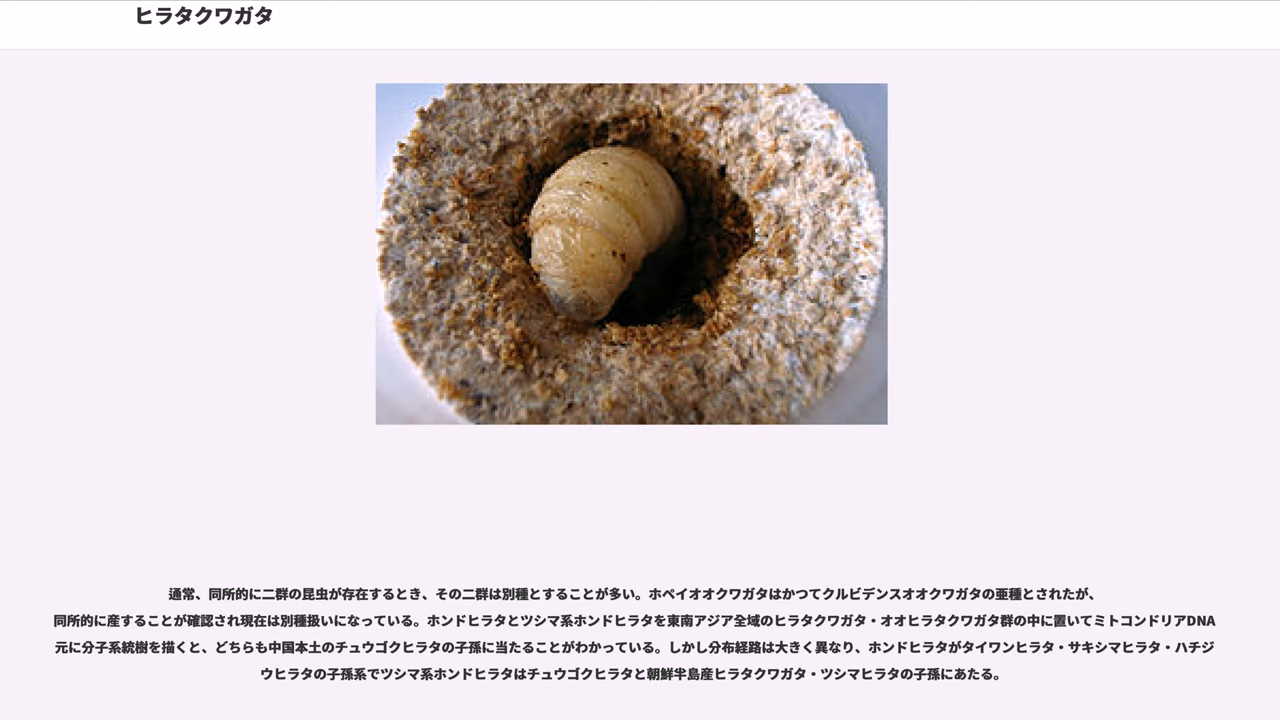 ヒラタクワガタ
通常、同所的に二群の昆虫が存在するとき、その二群は別種とすることが多い。ホペイオオクワガタはかつてクルビデンスオオクワガタの亜種とされたが、
同所的に産することが確認され現在は別種扱いになっている。ホンドヒラタとツシマ系ホンドヒラタを東南アジア全域のヒラタクワガタ・オオヒラタクワガタ群の中に置いてミトコンドリアDNA
元に分子系統樹を描くと、どちらも中国本土のチュウゴクヒラタの子孫に当たることがわかっている。しかし分布経路は大きく異なり、ホンドヒラタがタイワンヒラタ・サキシマヒラタ・ハチジ
ウヒラタの子孫系でツシマ系ホンドヒラタはチュウゴクヒラタと朝鮮半島産ヒラタクワガタ・ツシマヒラタの子孫にあたる。